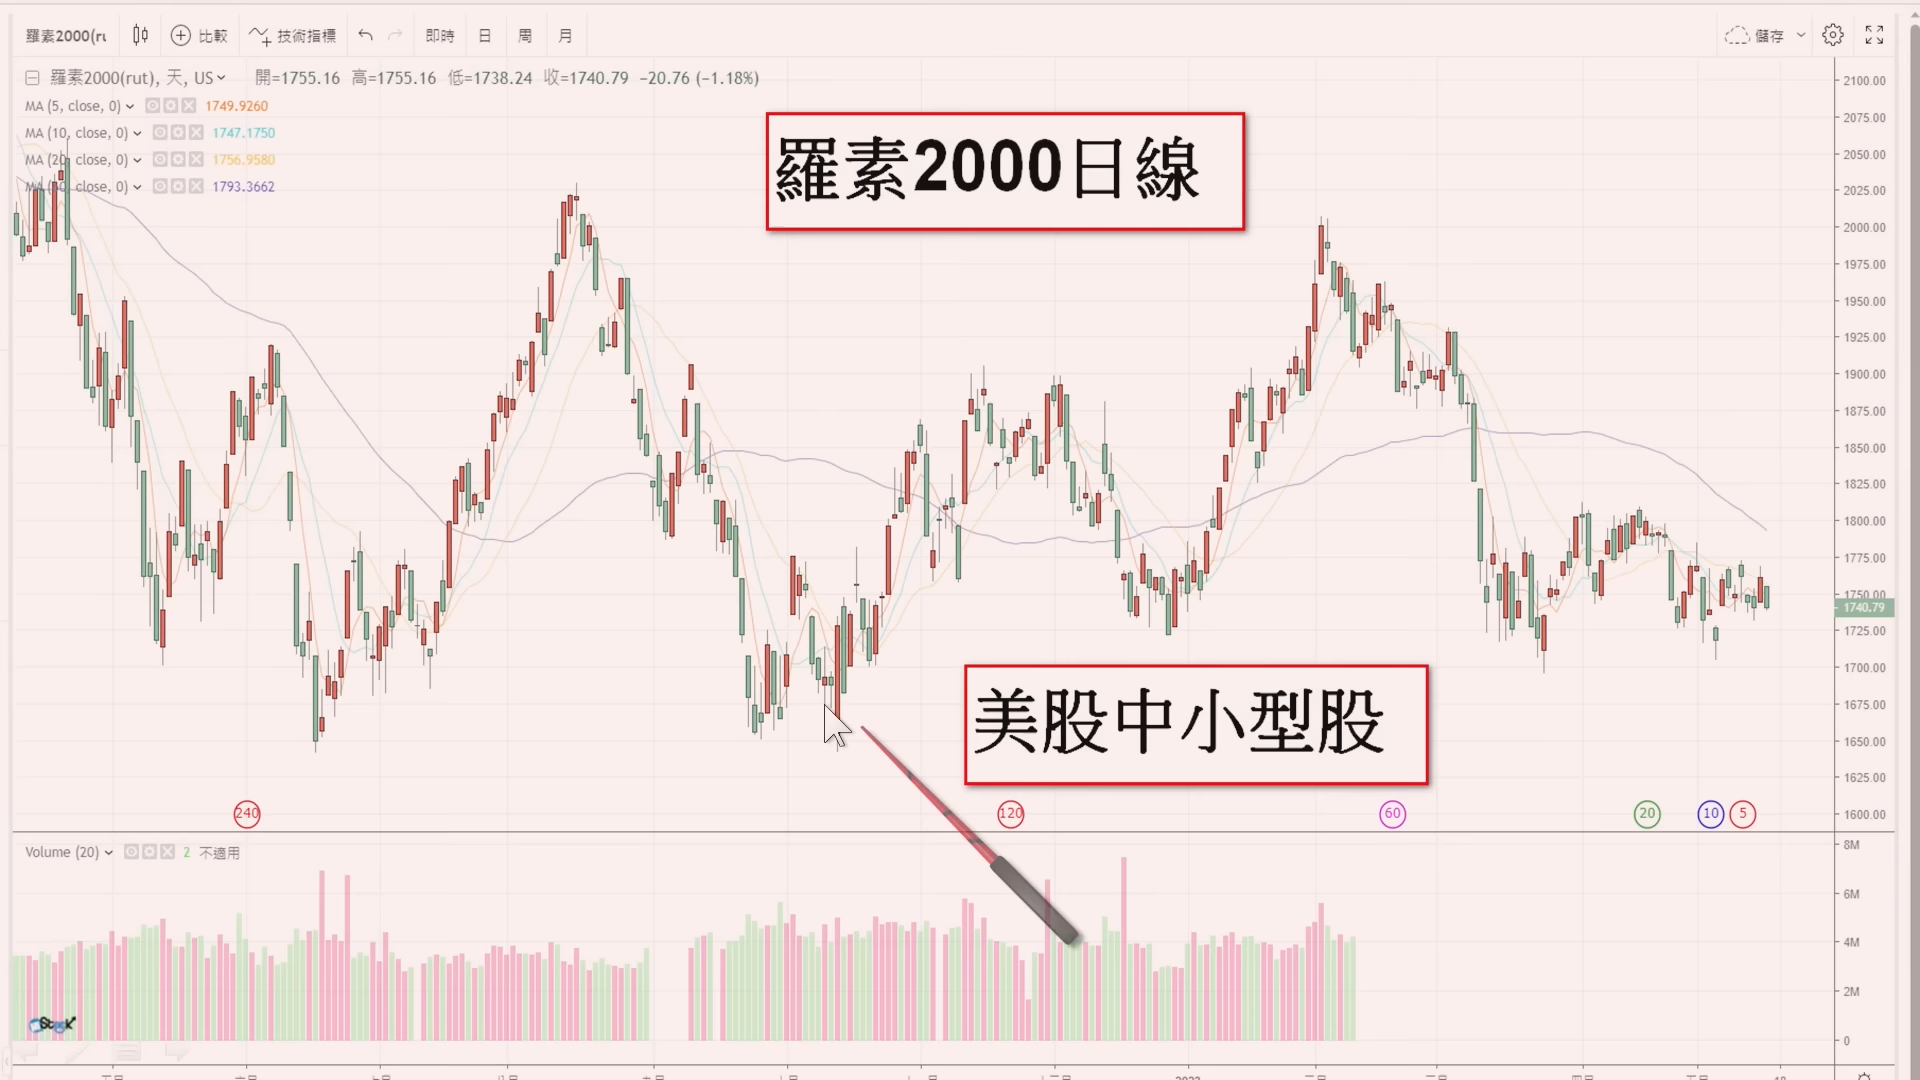 羅素2000(ru
比較
技術指標
即時
日
周
月
儲存
羅素2000(rut), 天, US 開=1755.16 高=1755.16 低=1738.24 收=1740.79 −20.76 (−1.18%)
MA (5, close, 0) 1749.9260
MA (10, close, 0) 1747.1750
MA (20, close, 0) 1756.9580
close, 0) 1793.3662
羅素2000日線
美股中小型股
2100.00
2075.00
2050.00
2025.00
2000.00
1975.00
1950.00
1925.00
1900.00
1875.00
1850.00
1825.00
1800.00
1775.00
1750.00
1740.79
1725.00
1700.00
1675.00
1650.00
1625.00
1600.00
240
120
60
20
10
5
Volume (20) 2 不適用
8M
6M
4M
2M
0
Stock